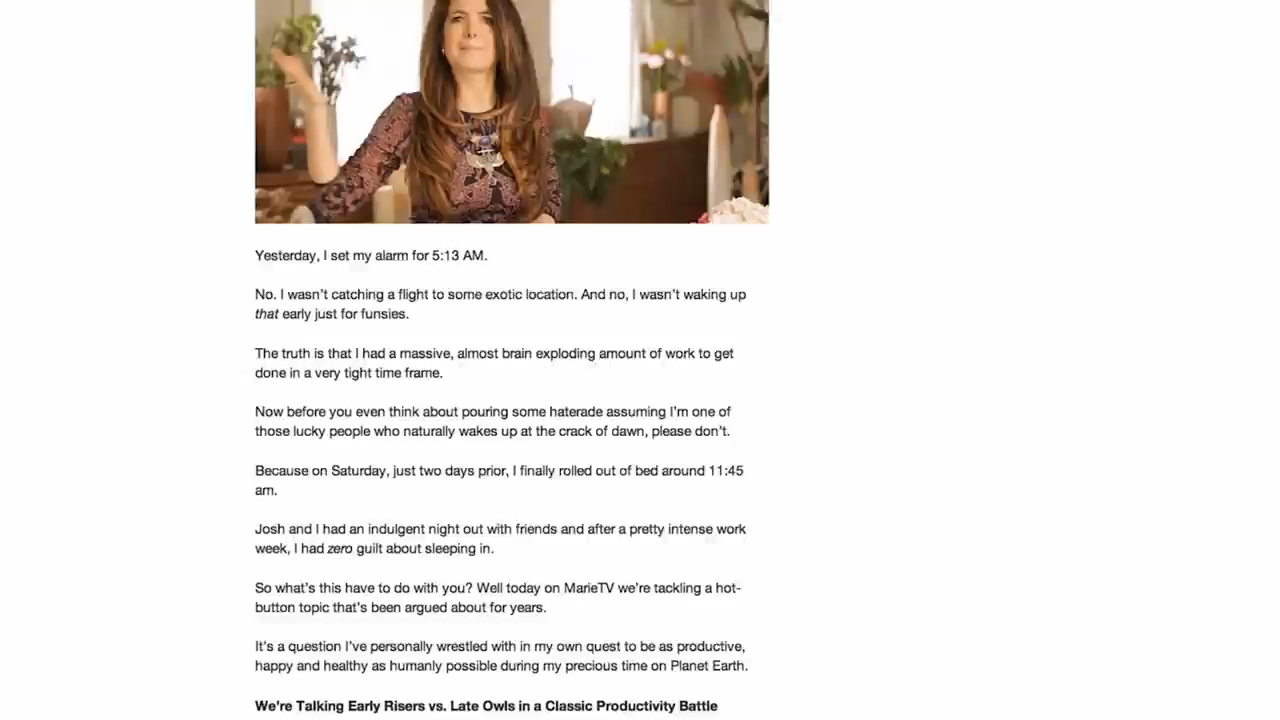 Yesterday, I set my alarm for 5:13 AM.
No. I wasn't catching a flight to some exotic location. And no, I wasn't waking up
that early just for funsies.
The truth is that I had a massive, almost brain exploding amount of work to get
done in a very tight time frame.
Now before you even think about pouring some haterade assuming I'm one of
those lucky people who naturally wakes up at the crack of dawn, please don't.
Because on Saturday, just two days prior, I finally rolled out of bed around 11:45
am.
Josh and I had an indulgent night out with friends and after a pretty intense work
week, I had zero guilt about sleeping in.
So what's this have to do with you? Well today on MarieTV we're tackling a hot-
button topic that's been argued about for years.
It's a question I've personally wrestled with in my own quest to be as productive,
happy and healthy as humanly possible during my precious time on Planet Earth.
We're Talking Early Risers vs. Late Owls in a Classic Productivity Battle